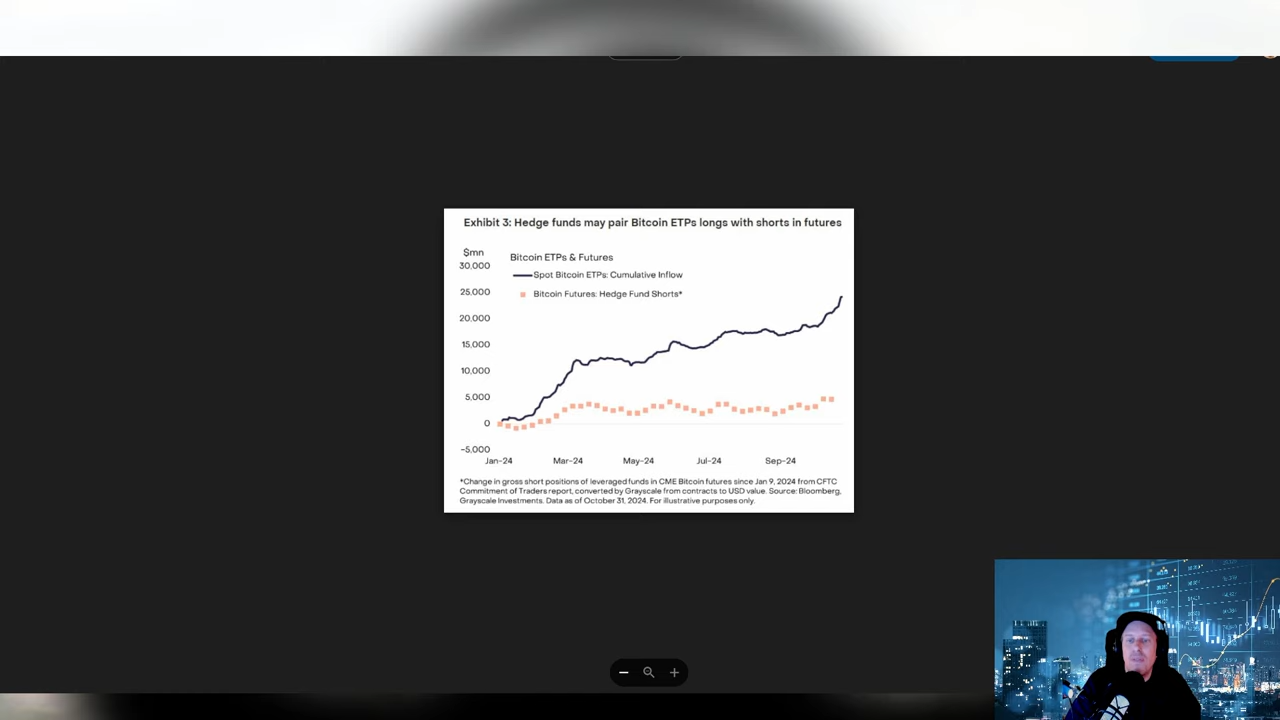 Exhibit 3: Hedge funds may pair Bitcoin ETPs longs with shorts in futures
$mn
Bitcoin ETPs & Futures
30,000
Spot Bitcoin ETPs: Cumulative Inflow
25,000
Bitcoin Futures: Hedge Fund Shorts*
20,000
15,000
10,000
5,000
0
-5,000
Jan-24 Mar-24 May-24 Jul-24 Sep-24
*Change in gross short positions of leveraged funds in CME Bitcoin futures since Jan 9, 2024 from CFTC
Commitment of Traders report, converted by Grayscale from contracts to USD value. Source: Bloomberg,
Grayscale Investments. Data as of October 31, 2024. For illustrative purposes only.